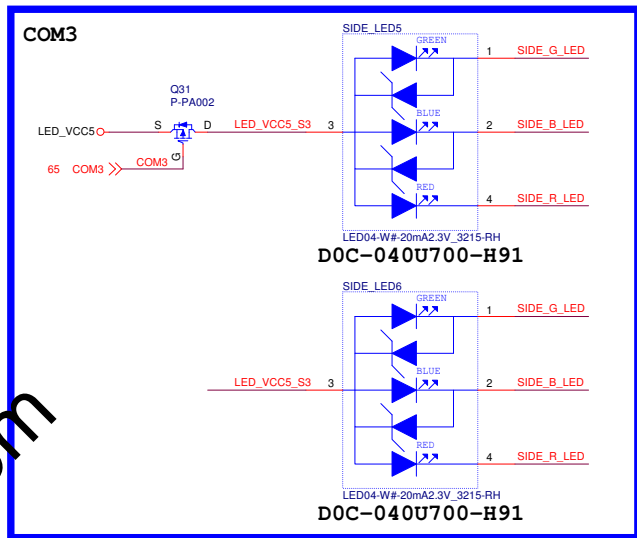 COM3
SIDE_LED5
GREEN
1 SIDE_G_LED
Q31
P-PA002
BLUE
LED_VCC5 S D LED_VCC5_S3 3 2 SIDE_B_LED
G
65 COM3 COM3
RED
4 SIDE_R_LED
LED04-W#-20mA2.3V_3215-RH
D0C-040U700-H91
SIDE_LED6
GREEN
1 SIDE_G_LED
BLUE
LED_VCC5_S3 3 2 SIDE_B_LED
RED
4 SIDE_R_LED
LED04-W#-20mA2.3V_3215-RH
D0C-040U700-H91
om